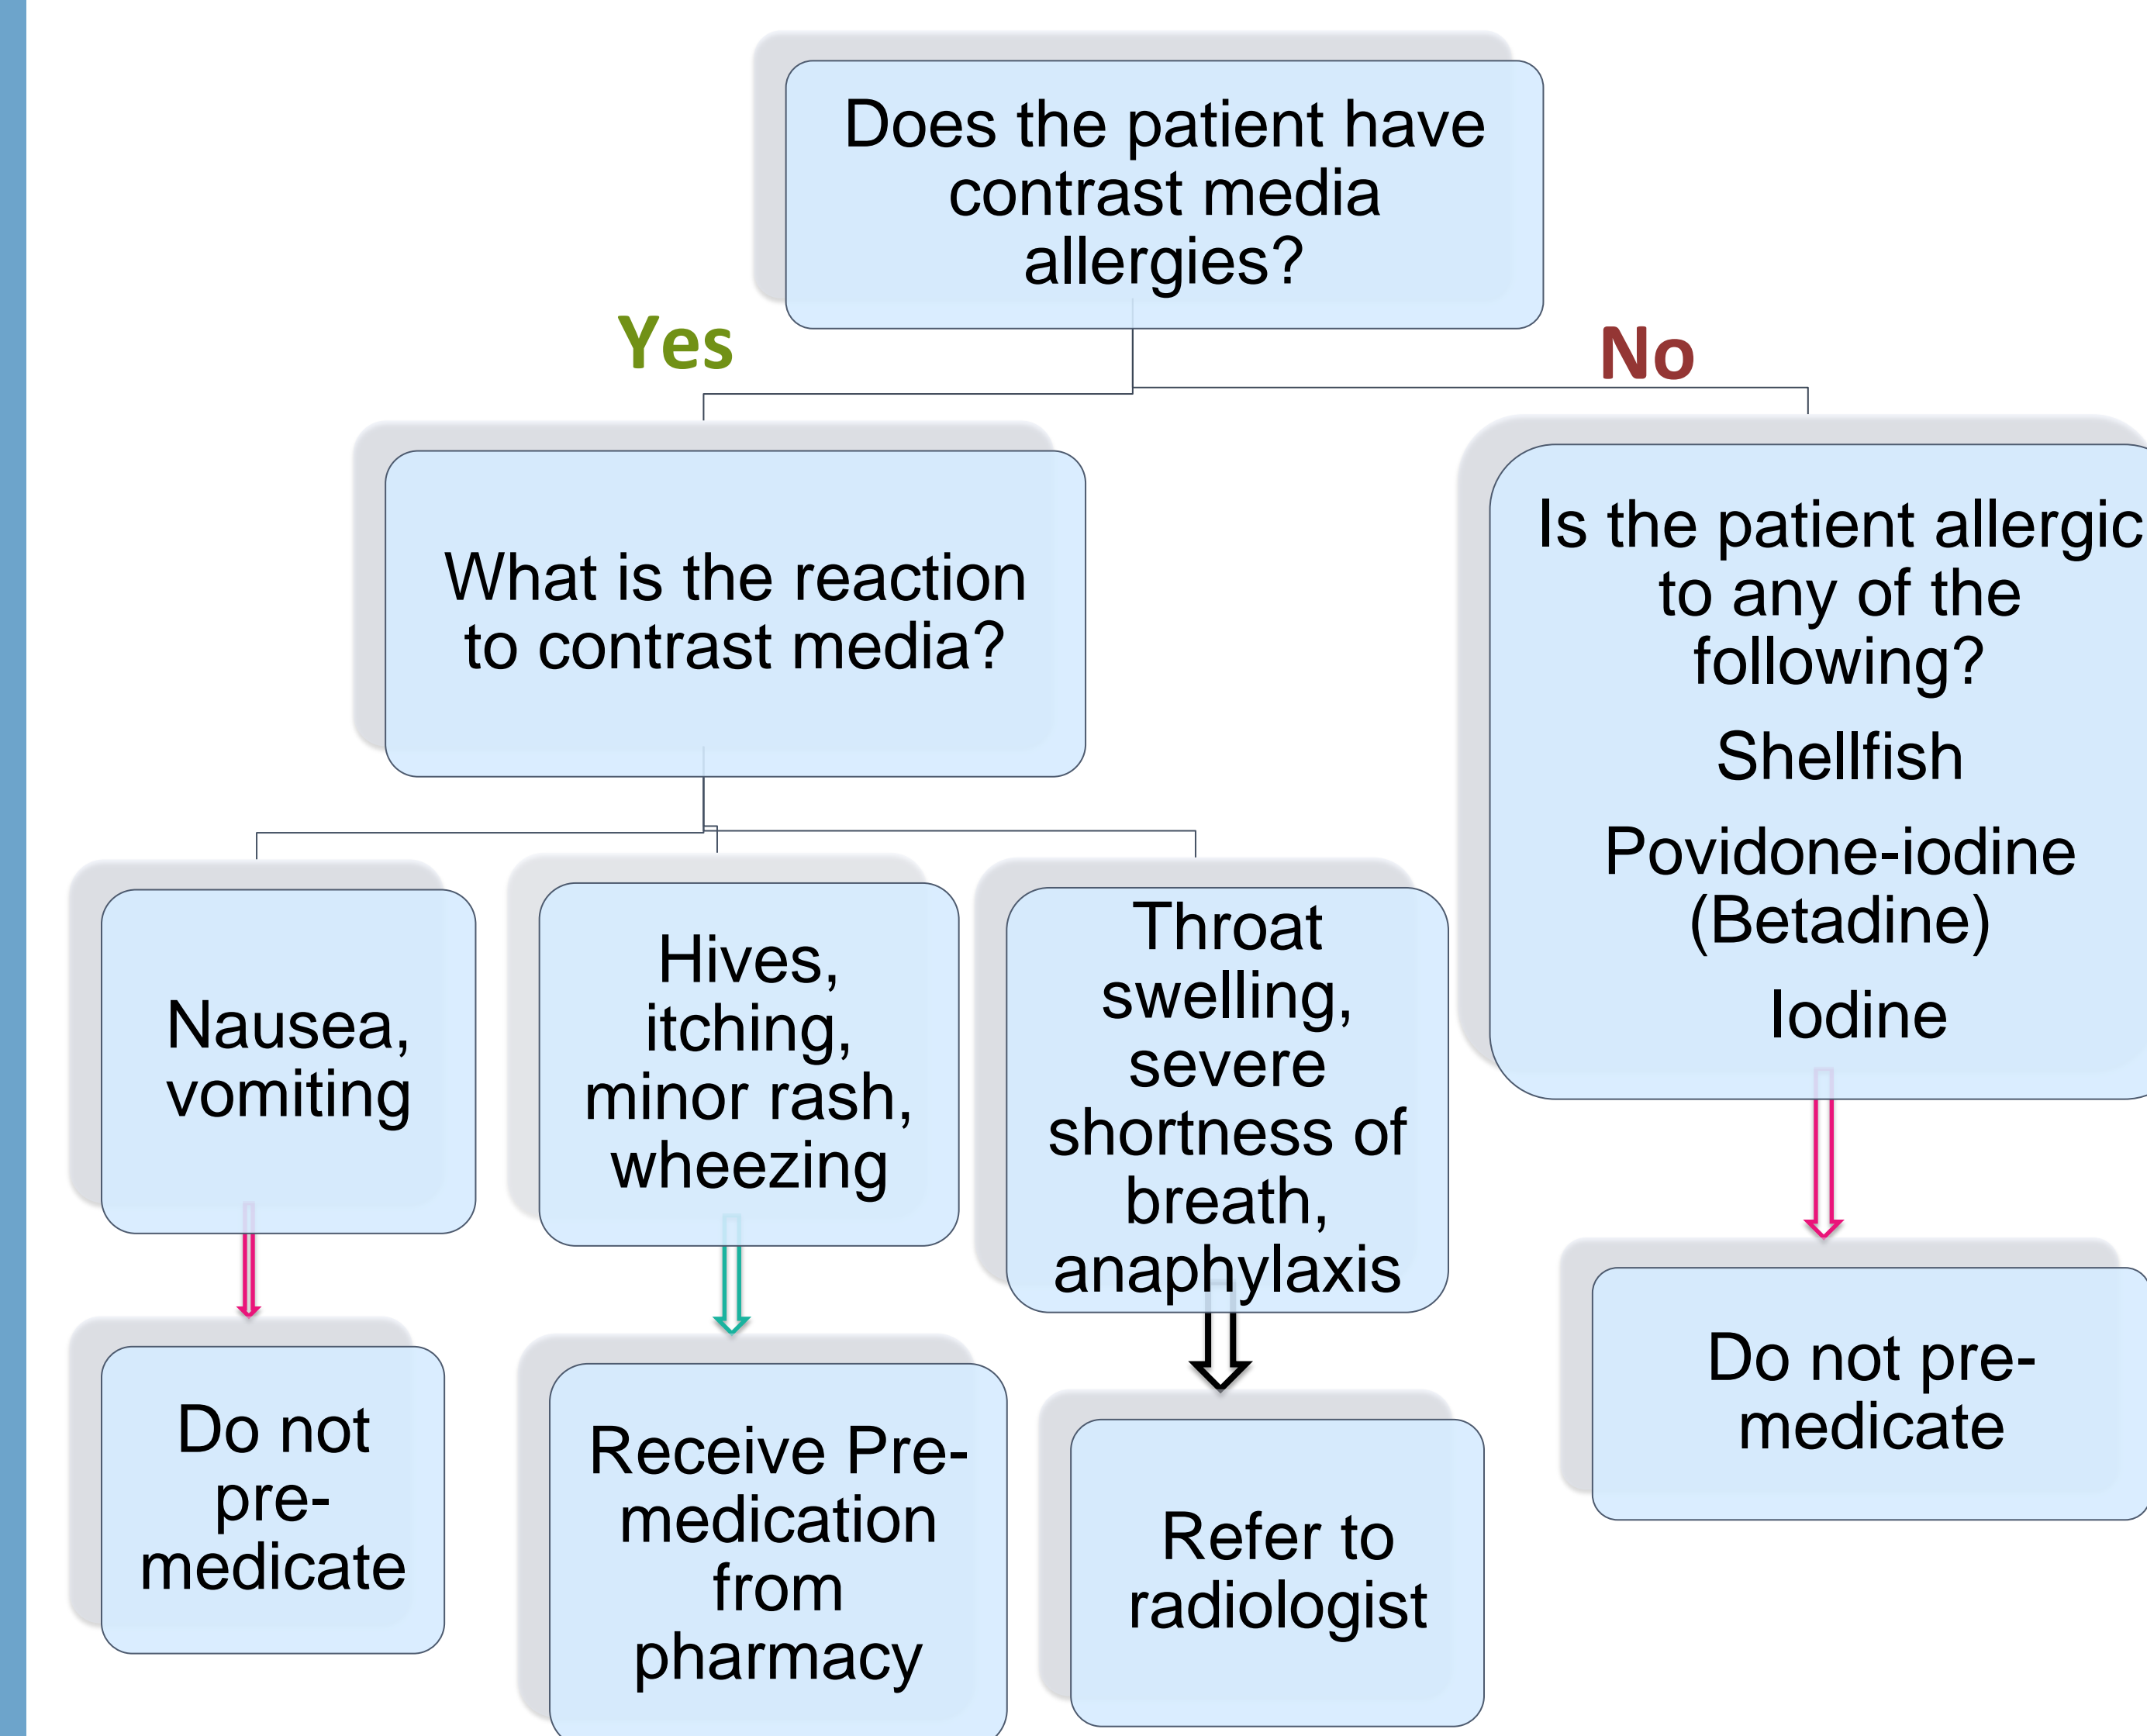 Does the patient have
contrast media
allergies?
Yes
No
What is the reaction
to contrast media?
Is the patient allergic
to any of the
following?
Shellfish
Povidone-iodine
(Betadine)
Iodine
Nausea,
vomiting
Hives,
itching,
minor rash,
wheezing
Throat
swelling,
severe
shortness of
breath,
anaphylaxis
Do not
pre-
medicate
Receive Pre-
medication
from
pharmacy
Refer to
radiologist
Do not pre-
medicate